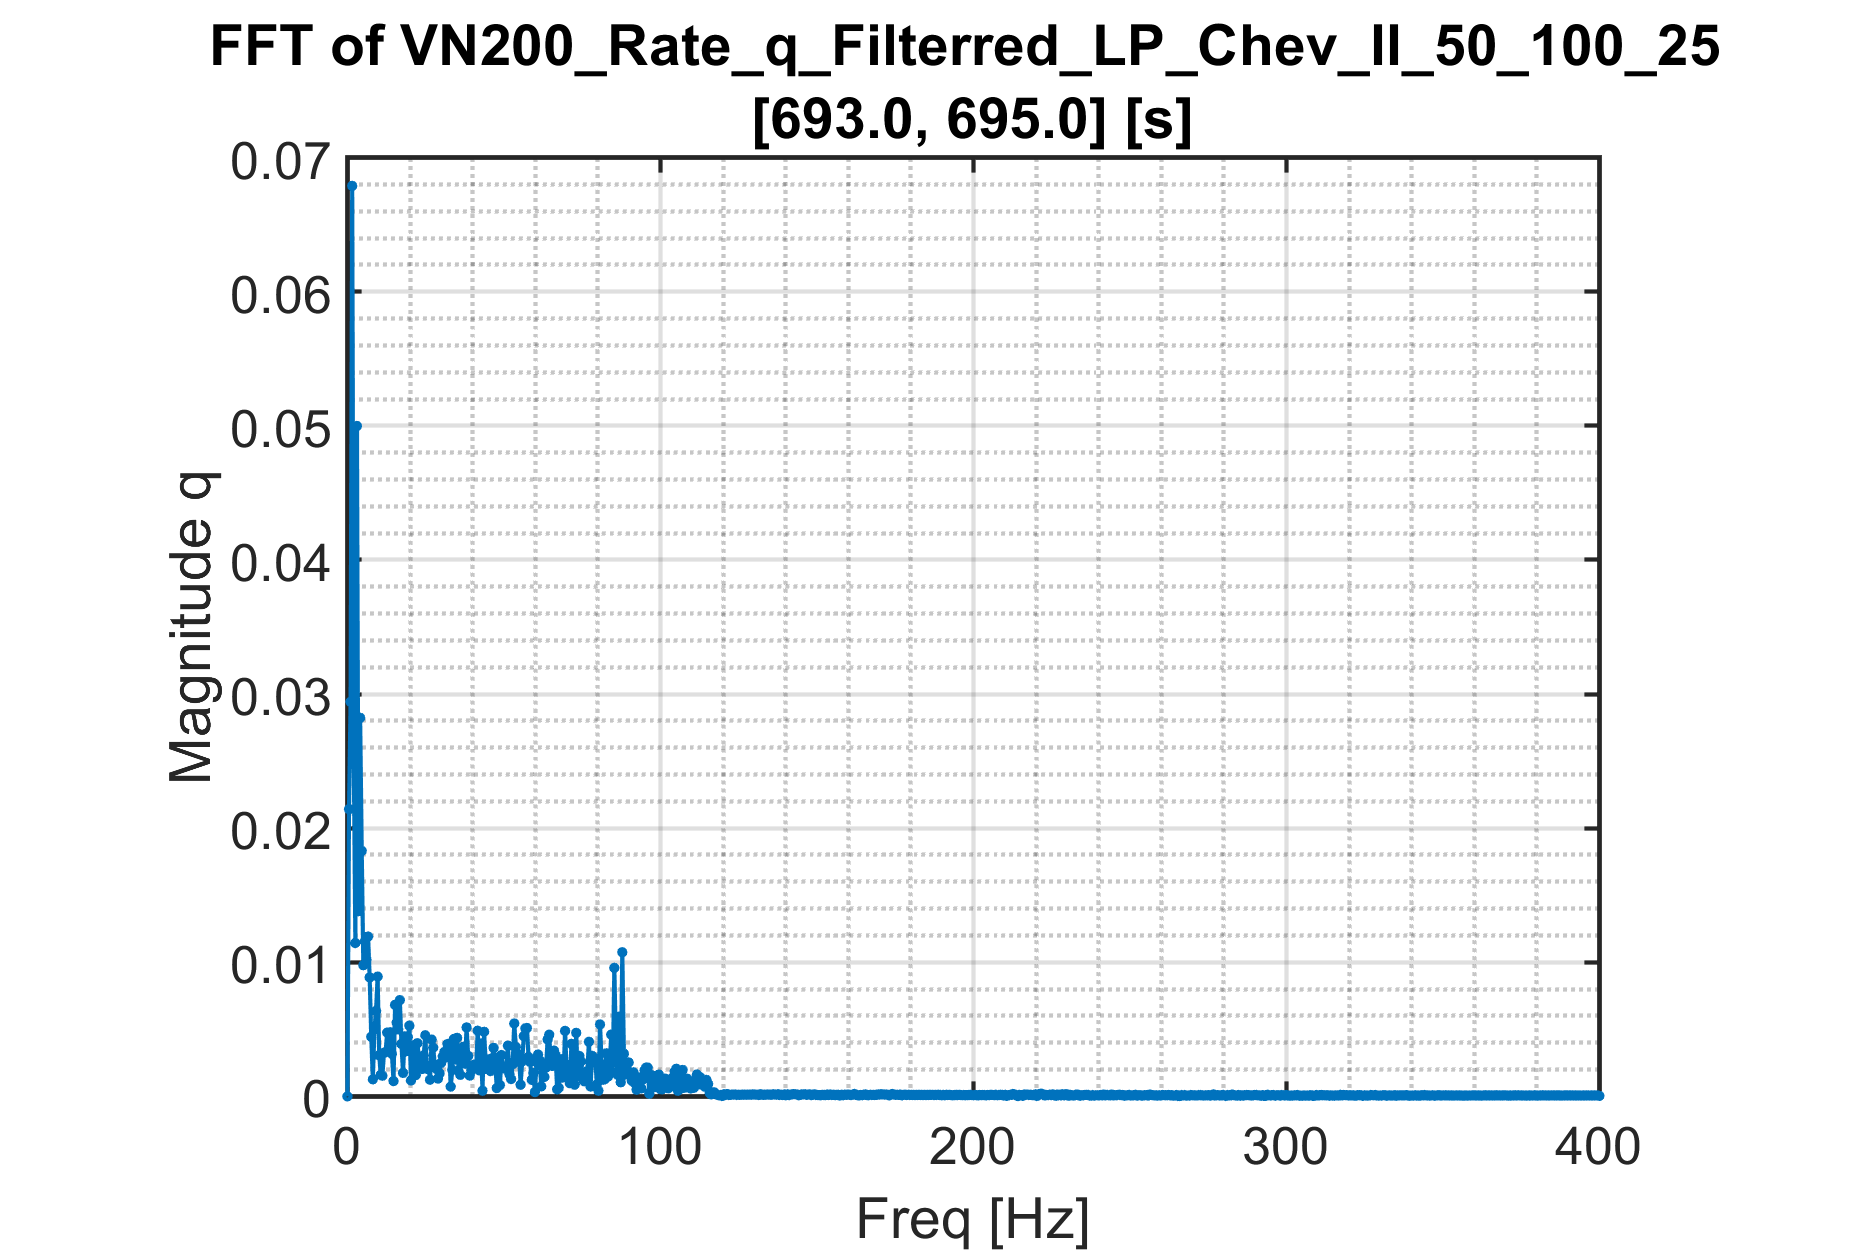 FFT of VN200_Rate_q_Filterred_LP_Chev_II_50_100_25
[693.0, 695.0] [s]
0.07
0.06
0.05
0.04
0.03
0.02
0.01
0
Magnitude q
0 100 200 300 400
Freq [Hz]